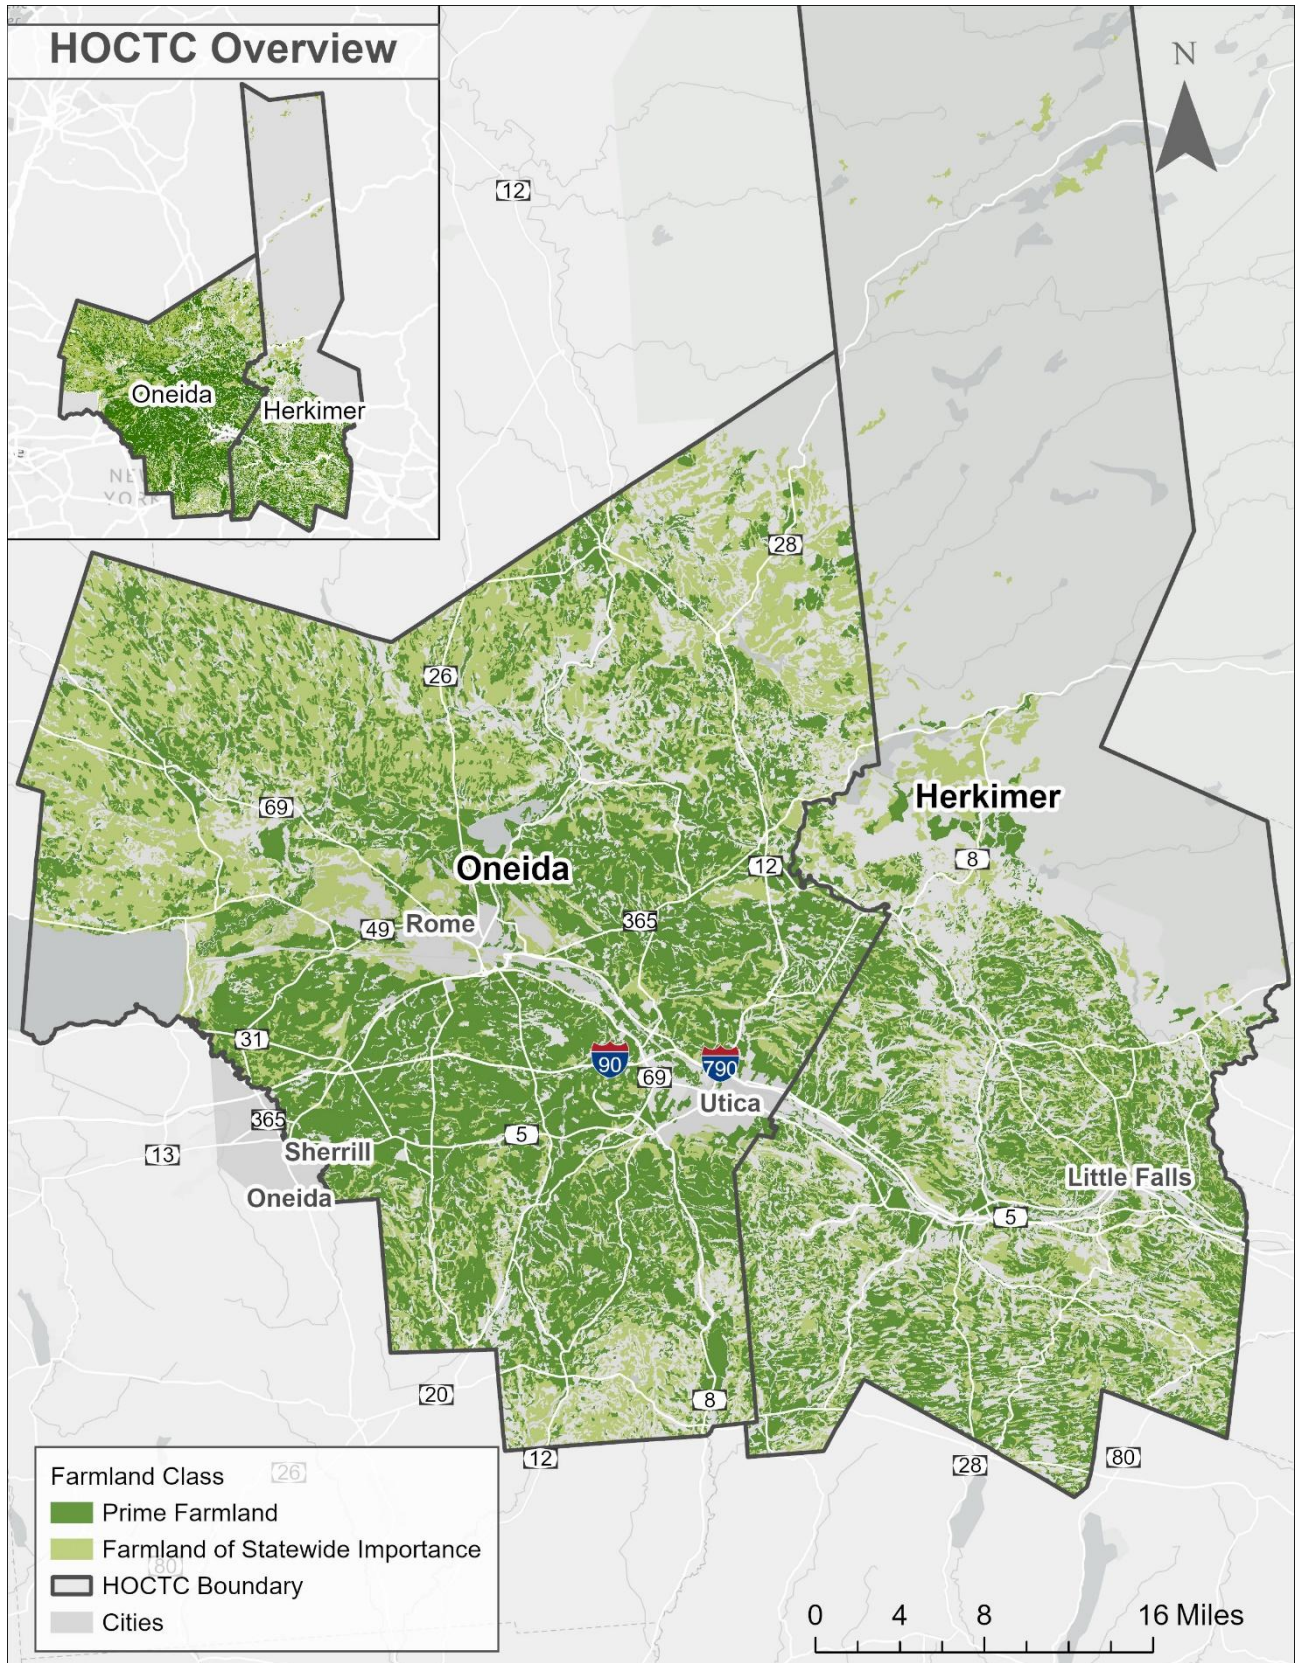 HOCTC Overview
Oneida
Herkimer
NEW
YORK
N
12
28
26
69
Herkimer
8
Oneida
12
365
Rome
49
31
90
790
69
Utica
365
5
13
Sherrill
Oneida
Little Falls
5
20
8
12
28
80
Farmland Class
26
Prime Farmland
Farmland of Statewide Importance
80
HOCTC Boundary
Cities
0 4 8 16 Miles